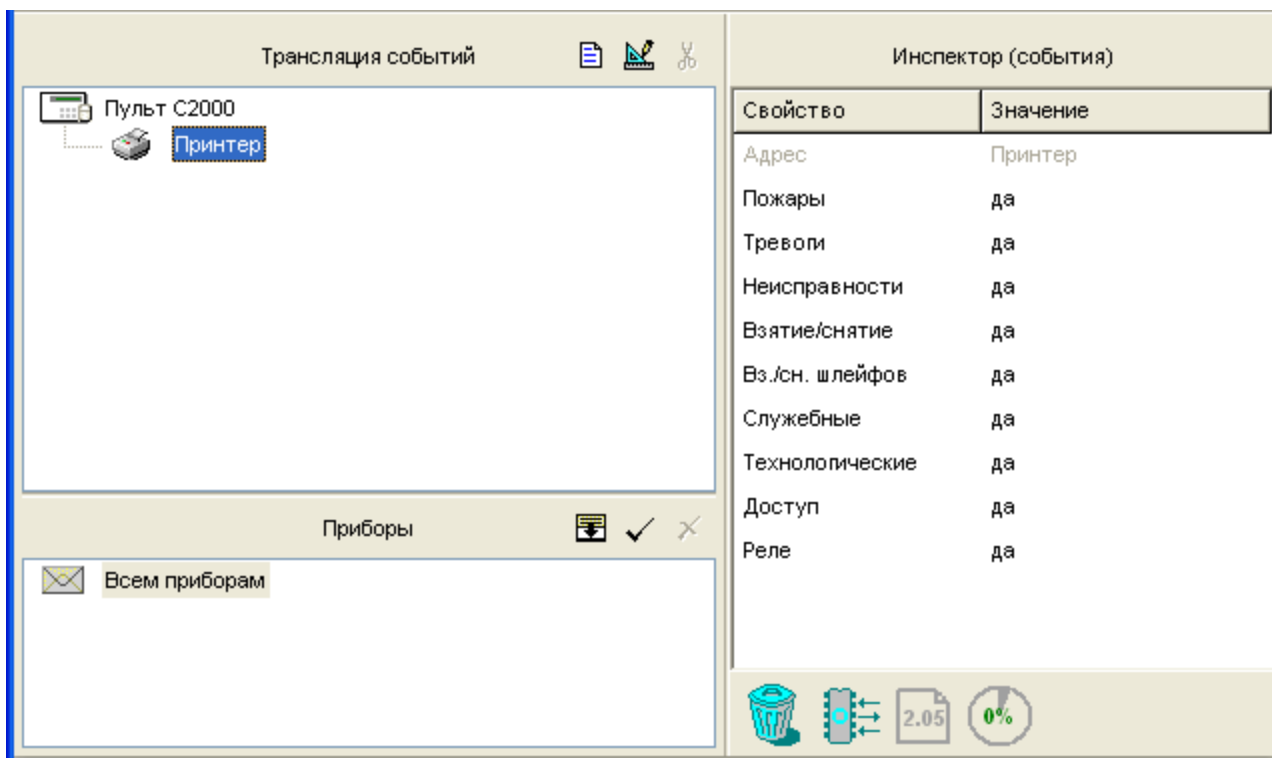 Трансляция событий
Пульт С2000
Принтер
Приборы
Всем приборам
Инспектор (события)
Свойство Значение
Адрес Принтер
Пожары да
Тревоги да
Неисправности да
Взятие/снятие да
Вз./сн. шлейфов да
Служебные да
Технологические да
Доступ да
Реле да
2.05 0%